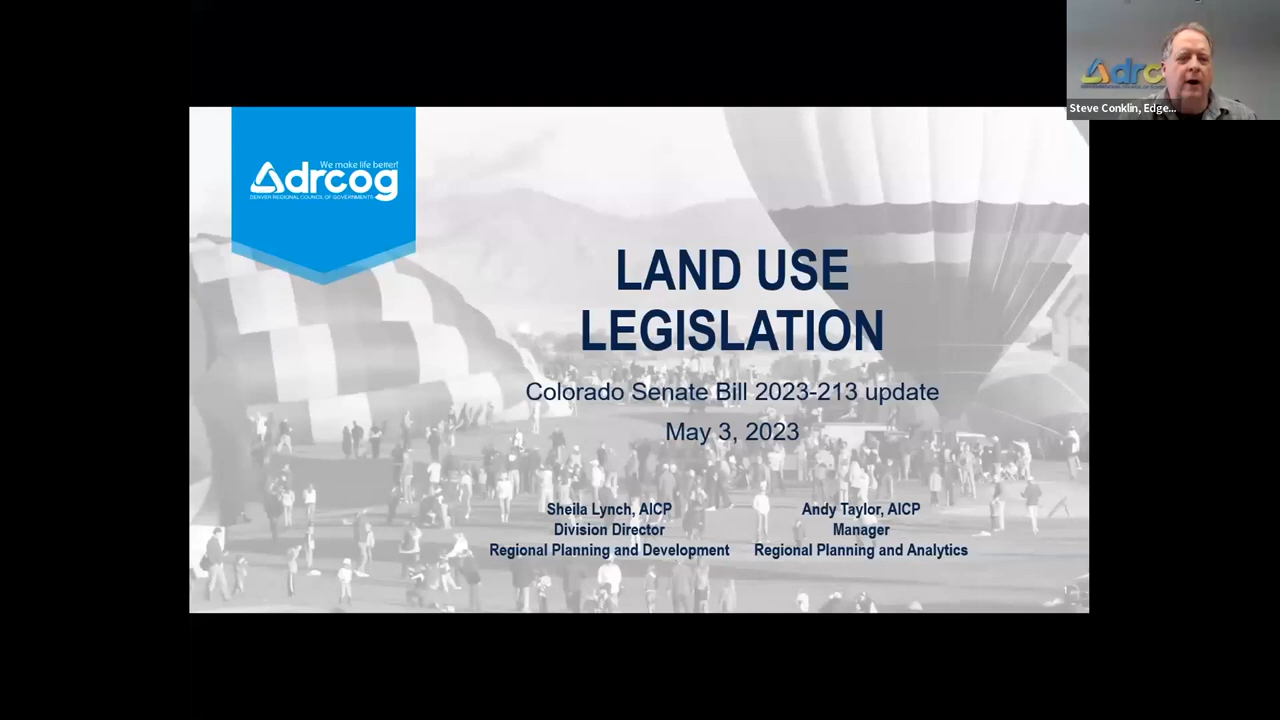 Steve Conklin, Edge...
We make life better!
drcog
DENVER REGIONAL COUNCIL OF GOVERNMENTS
LAND USE
LEGISLATION
Colorado Senate Bill 2023-213 update
May 3, 2023
Sheila Lynch, AICP
Division Director
Regional Planning and Development
Andy Taylor, AICP
Manager
Regional Planning and Analytics